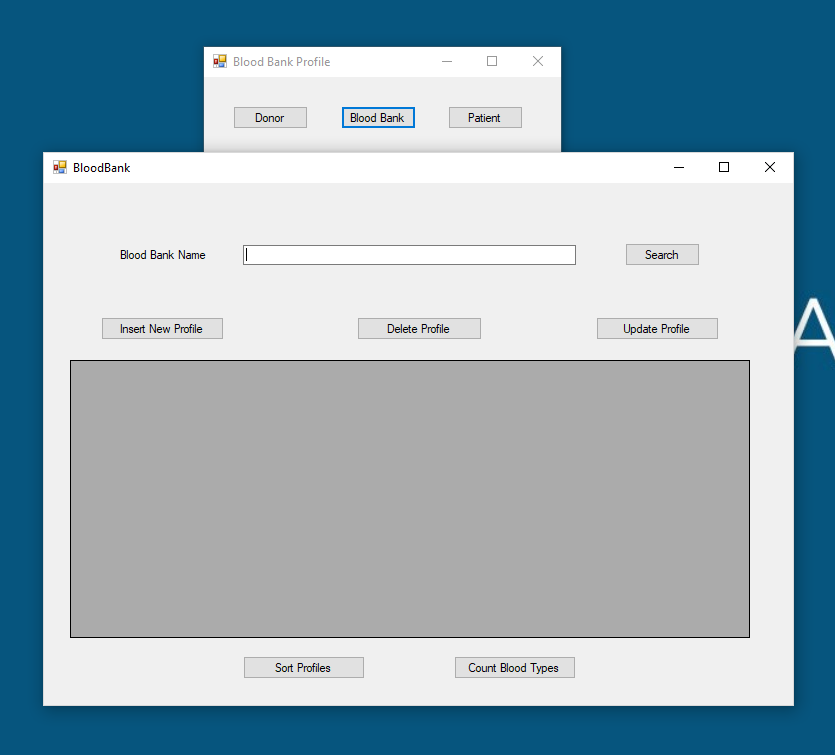 Blood Bank Profile
Donor Blood Bank Patient
BloodBank
Blood Bank Name Search
Insert New Profile Delete Profile Update Profile
A
Sort Profiles Count Blood Types